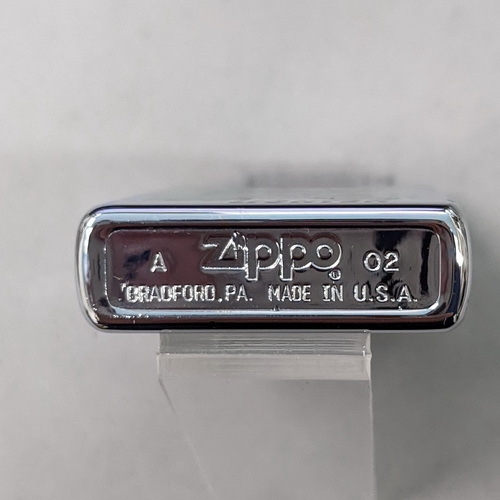 A Zippo® 02
BRADFORD, PA. MADE IN U.S.A.